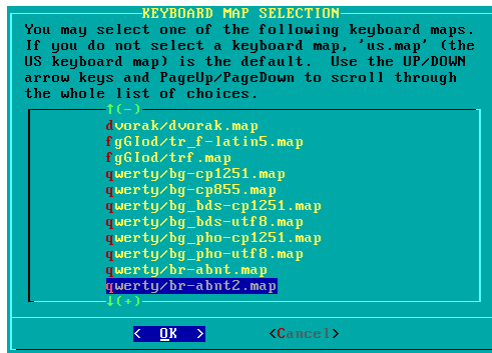 KEYBOARD MAP SELECTION
You may select one of the following keyboard maps.
If you do not select a keyboard map, 'us.map' (the
US keyboard map) is the default.  Use the UP/DOWN
arrow keys and PageUp/PageDown to scroll through
the whole list of choices.
↑(-)
dvorak/dvorak.map
fgGIod/tr_f-latin5.map
fgGIod/trf.map
qwerty/bg-cp1251.map
qwerty/bg-cp855.map
qwerty/bg_bds-cp1251.map
qwerty/bg_bds-utf8.map
qwerty/bg_pho-cp1251.map
qwerty/bg_pho-utf8.map
qwerty/br-abnt.map
qwerty/br-abnt2.map
↓(+)
<  OK  > <Cancel>